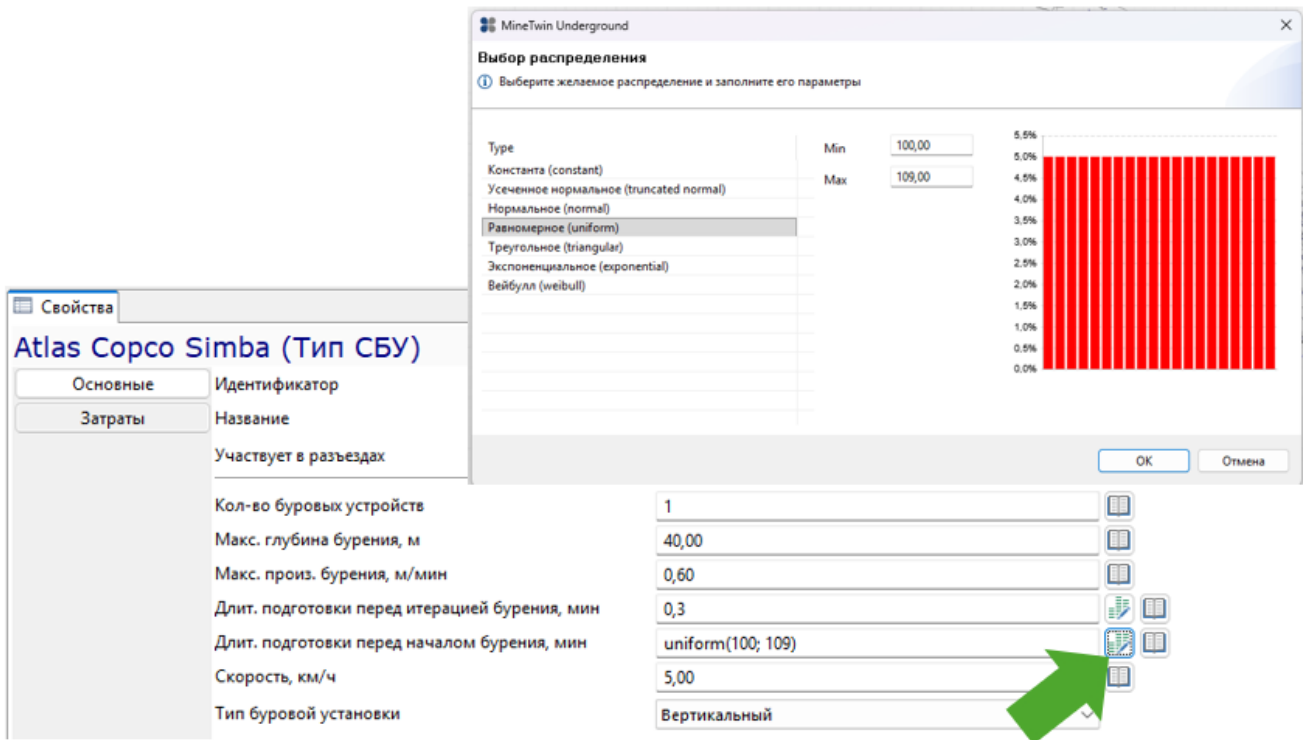 MineTwin Underground
Выбор распределения
Выберите желаемое распределение и заполните его параметры
Type
Константа (constant)
Усеченное нормальное (truncated normal)
Нормальное (normal)
Равномерное (uniform)
Треугольное (triangular)
Экспоненциальное (exponential)
Вейбулл (weibull)
Min 100,00
Max 109,00
5,5%
5,0%
4,5%
4,0%
3,5%
3,0%
2,5%
2,0%
1,5%
1,0%
0,5%
0,0%
OK Отмена
Свойства
Atlas Copco Simba (Тип СБУ)
Основные
Затраты
Идентификатор
Название
Участвует в разъездах
Кол-во буровых устройств 1
Макс. глубина бурения, м 40,00
Макс. произ. бурения, м/мин 0,60
Длит. подготовки перед итерацией бурения, мин 0,3
Длит. подготовки перед началом бурения, мин uniform(100; 109)
Скорость, км/ч 5,00
Тип буровой установки Вертикальный